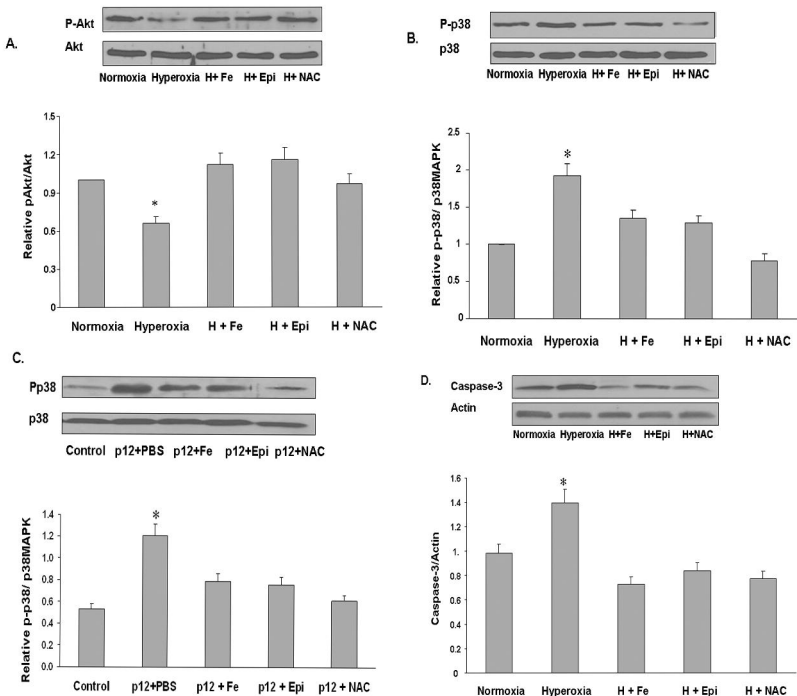 A.
P-Akt
Akt
Normoxia Hyperoxia H+ Fe H+ Epi H+ NAC
Relative pAkt/Akt
1.5
1.2
0.9
0.6
0.3
0
*
Normoxia Hyperoxia H + Fe H + Epi H + NAC
B.
P-p38
p38
Normoxia Hyperoxia H+ Fe H+Epi H+ NAC
Relative p-p38/ p38MAPK
2.5
2
1.5
1
0.5
0
*
Normoxia Hyperoxia H + Fe H + Epi H + NAC
C.
Pp38
p38
Control p12+PBS p12+Fe p12+Epi p12+NAC
Relative p-p38/ p38MAPK
1.4
1.2
1.0
0.8
0.6
0.4
0.2
0.0
*
Control p12+PBS p12 + Fe p12 + Epi p12 + NAC
D.
Caspase-3
Actin
Normoxia Hyperoxia H+Fe H+Epi H+NAC
Caspase-3/Actin
1.6
1.4
1.2
1.
0.8
0.6
0.4
0.2
0
*
Normoxia Hyperoxia H + Fe H + Epi H + NAC